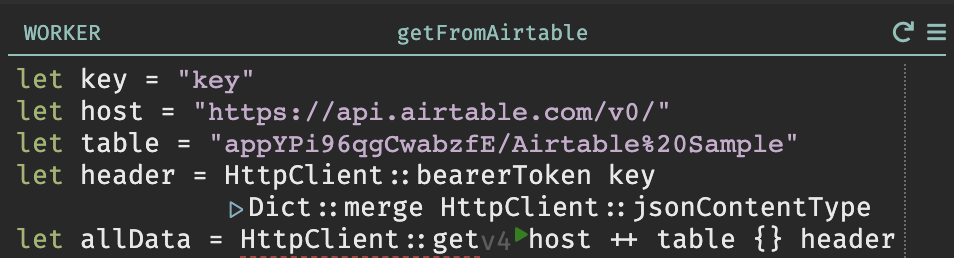 WORKER getFromAirtable
let key = "key"
let host = "https://api.airtable.com/v0/"
let table = "appYPi96qgCwabzfE/Airtable%20Sample"
let header = HttpClient::bearerToken key
▷Dict::merge HttpClient::jsonContentType
let allData = HttpClient::getv4▶host ++ table {} header